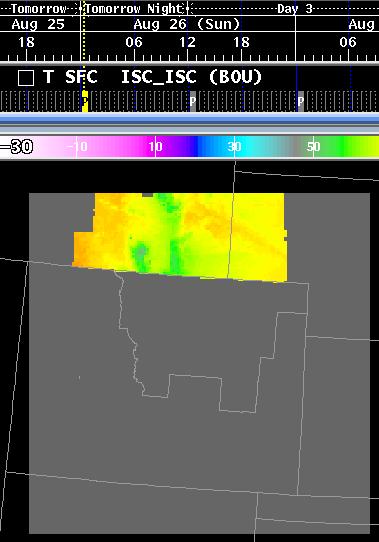 Tomorrow Tomorrow Night Day 3
Aug 25 Aug 26 (Sun) Aug
18 06 12 18 06
T SFC ISC_ISC (BOU)
P P P
-30 -10 10 30 50